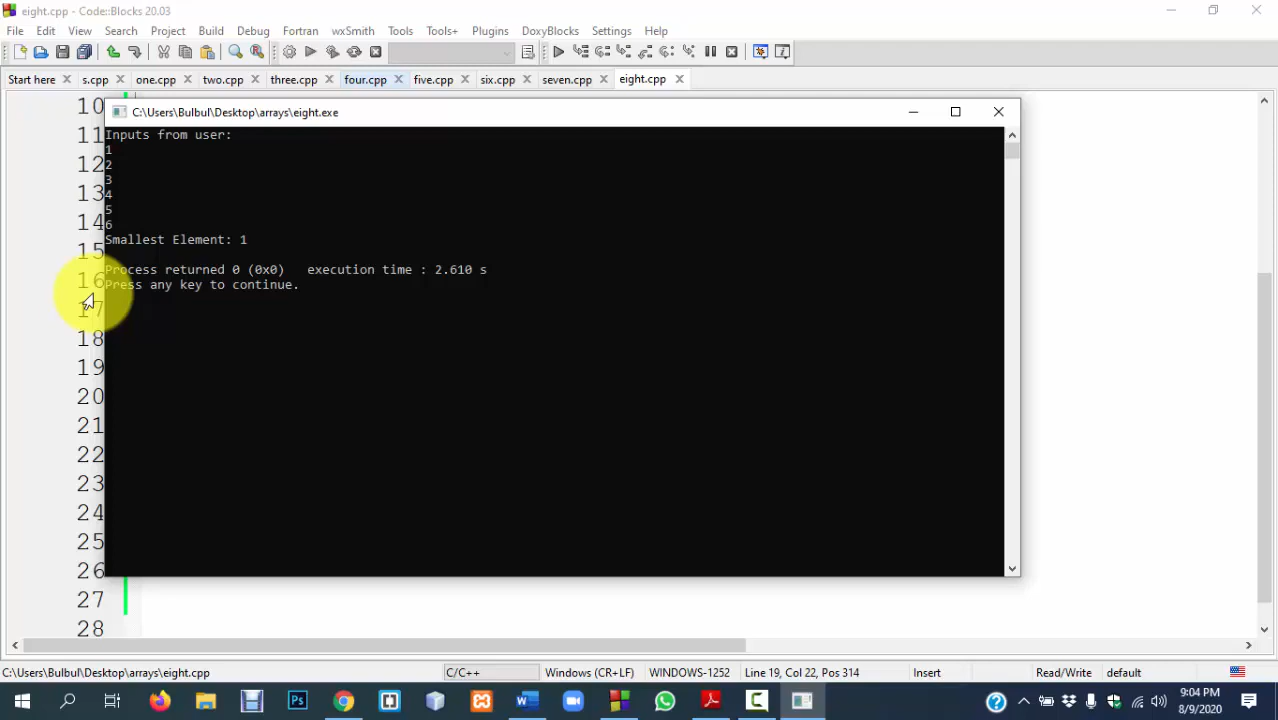 eight.cpp - Code::Blocks 20.03
File Edit View Search Project Build Debug Fortran wxSmith Tools Tools+ Plugins DoxyBlocks Settings Help
Start here s.cpp one.cpp two.cpp three.cpp four.cpp five.cpp six.cpp seven.cpp eight.cpp
10
C:\Users\Bulbul\Desktop\arrays\eight.exe
11
Inputs from user:
1
12
2
3
13
4
5
14
6
Smallest Element: 1
15
Process returned 0 (0x0) execution time : 2.610 s
16
Press any key to continue.
17
18
19
20
21
22
23
24
25
26
27
28
C:\Users\Bulbul\Desktop\arrays\eight.cpp C/C++ Windows (CR+LF) WINDOWS-1252 Line 19, Col 22, Pos 314 Insert Read/Write default
9:04 PM
8/9/2020